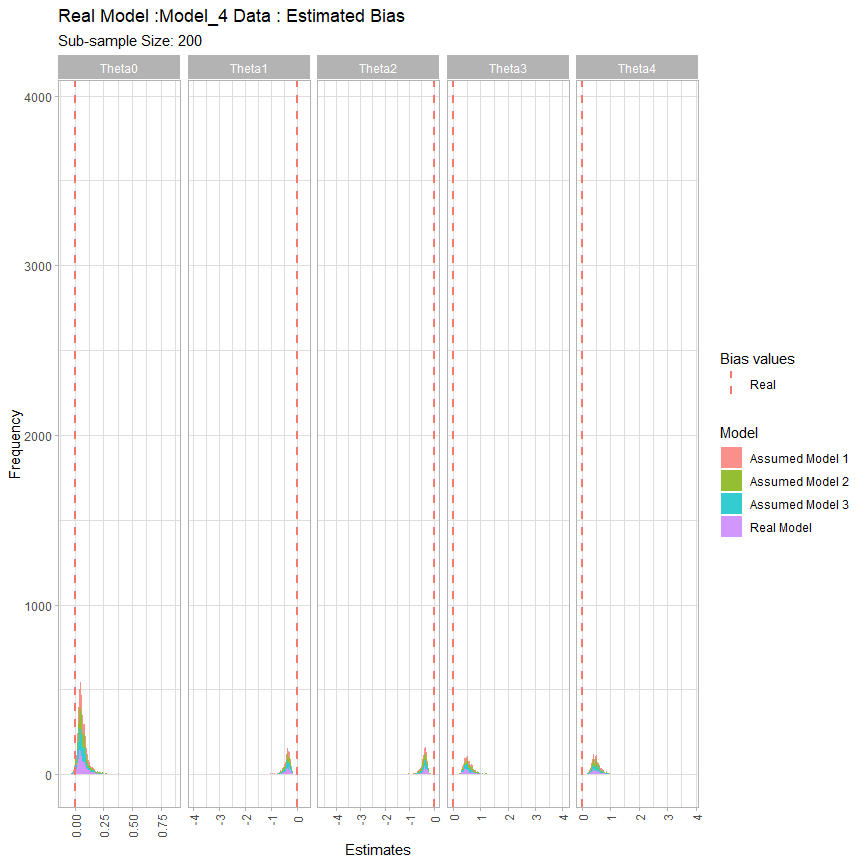 Real Model :Model_4 Data : Estimated Bias
Sub-sample Size: 200
Theta0 Theta1 Theta2 Theta3 Theta4
4000
3000
2000
1000
0
Frequency
0.00 0.25 0.50 0.75 -4 -3 -2 -1 0 -4 -3 -2 -1 0 0 1 2 3 4 0 1 2 3 4
Estimates
Bias values
Real
Model
Assumed Model 1
Assumed Model 2
Assumed Model 3
Real Model